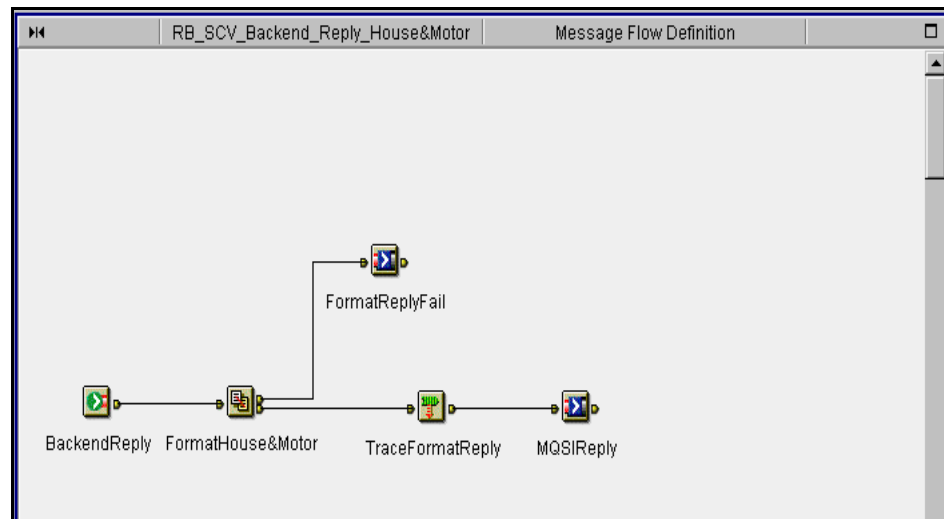 RB_SCV_Backend_Reply_House&Motor Message Flow Definition
FormatReplyFail
BackendReply FormatHouse&Motor TraceFormatReply MQSIReply